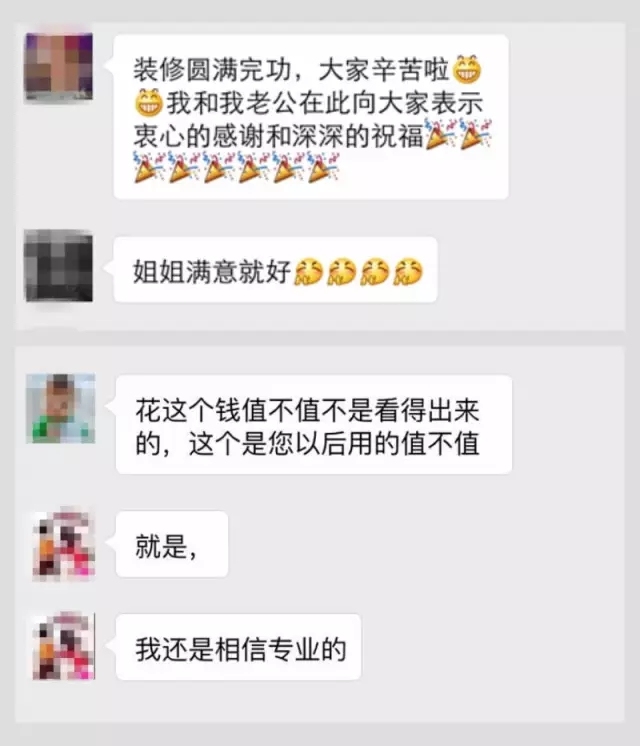 装修圆满完功，大家辛苦啦😁
😁我和我老公在此向大家表示
衷心的感谢和深深的祝福🎉🎉
🎉🎉🎉🎉🎉🎉
姐姐满意就好
花这个钱值不值不是看得出来
的，这个是您以后用的值不值
就是，
我还是相信专业的